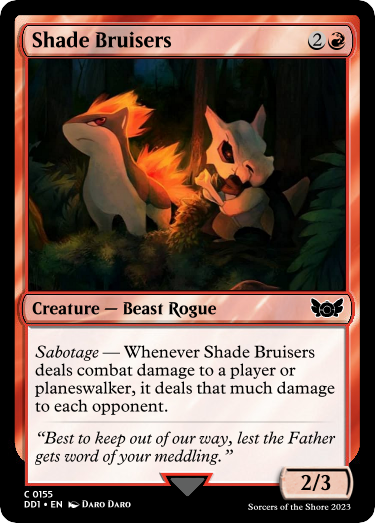 Shade Bruisers 2
Creature — Beast Rogue
Sabotage — Whenever Shade Bruisers
deals combat damage to a player or
planeswalker, it deals that much damage
to each opponent.
“Best to keep out of our way, lest the Father
gets word of your meddling.”
2/3
C 0155
DD1 • EN Daro Daro
Sorcers of the Shore 2023